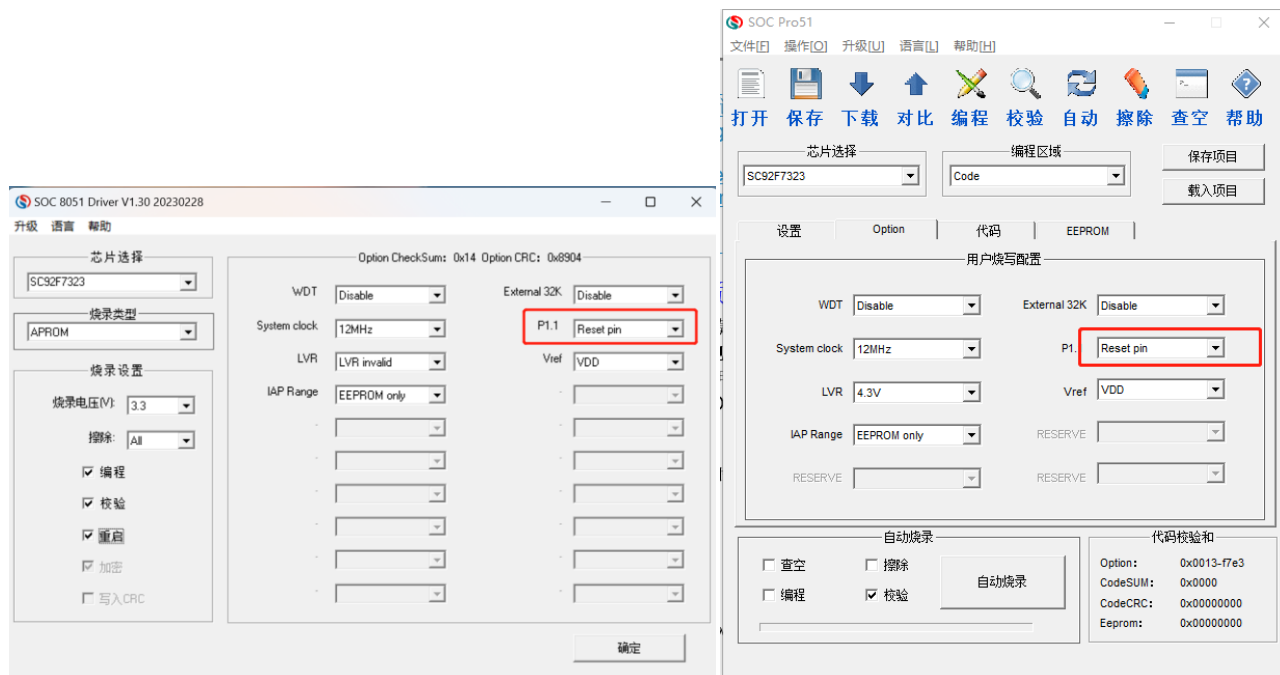 SOC 8051 Driver V1.30 20230228
升级 语言 帮助
芯片选择
SC92F7323
烧录类型
APROM
烧录设置
烧录电压(V): 3.3
擦除: All
编程
校验
重启
加密
写入CRC
Option CheckSum: 0x14 Option CRC: 0x8904
WDT Disable External 32K Disable
System clock 12MHz P1.1 Reset pin
LVR LVR invalid Vref VDD
IAP Range EEPROM only
确定
SOC Pro51
文件[F] 操作[O] 升级[U] 语言[L] 帮助[H]
打开 保存 下载 对比 编程 校验 自动 擦除 查空 帮助
芯片选择 编程区域 保存项目
SC92F7323 Code
载入项目
设置 Option 代码 EEPROM
用户烧写配置
WDT Disable External 32K Disable
System clock 12MHz P1. Reset pin
LVR 4.3V Vref VDD
IAP Range EEPROM only RESERVE
RESERVE RESERVE
自动烧录
查空 擦除
编程 校验
自动烧录
代码校验和
Option: 0x0013-f7e3
CodeSUM: 0x0000
CodeCRC: 0x00000000
Eeprom: 0x00000000